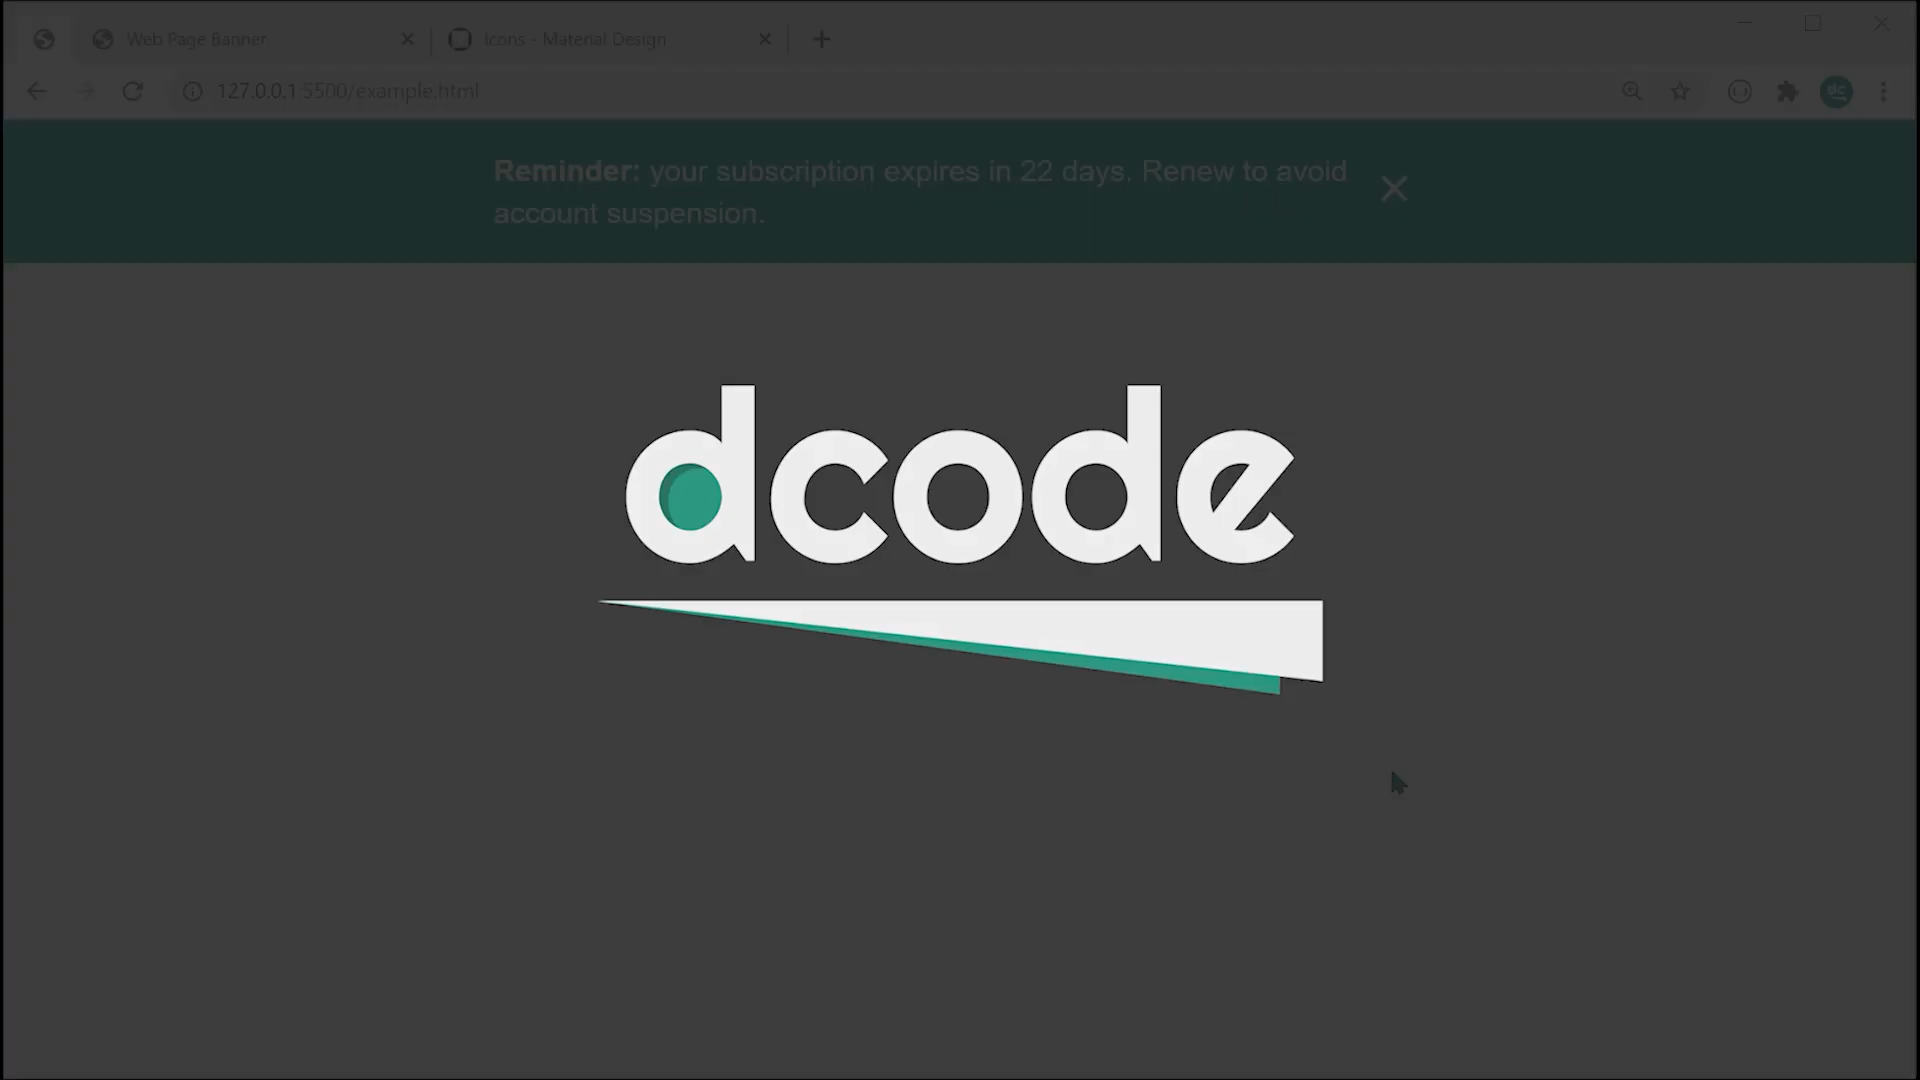 Web Page Banner
Icons - Material Design
127.0.0.1:5500/example.html
dc
Reminder: your subscription expires in 22 days. Renew to avoid
account suspension.
dcode